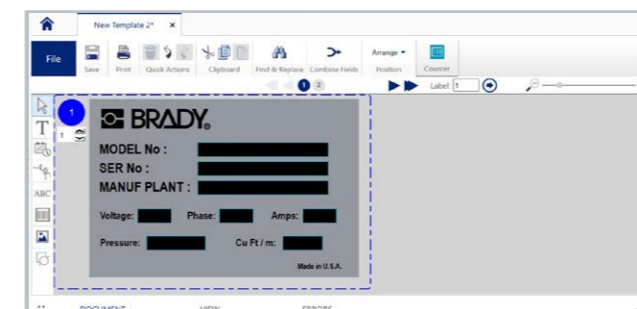 New Template 2* ×
File Save Print Quick Actions Clipboard Find & Replace Combine Fields Arrange Position Counter
1 2 Label: 1
1
BRADY®
T
1
MODEL No :
SER No :
MANUF PLANT :
ABC
Voltage: Phase: Amps:
Pressure: Cu Ft / m:
Made in U.S.A.
DOCUMENT VIEW ERRORS